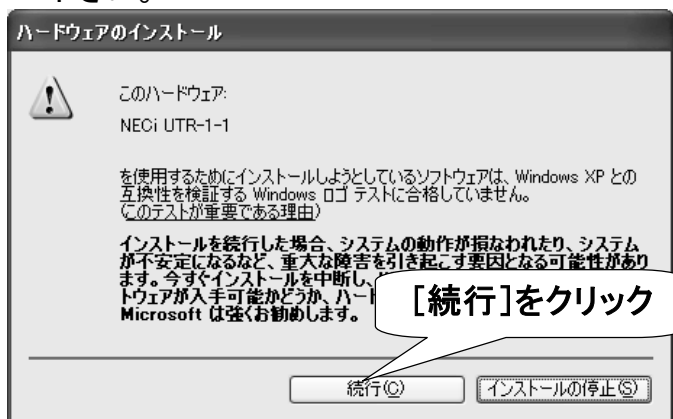 下さい。
ハードウェアのインストール
このハードウェア:
NECi UTR-1-1
を使用するためにインストールしようとしているソフトウェアは、Windows XP との
互換性を検証する Windows ロゴ テストに合格していません。
(このテストが重要である理由)
インストールを続行した場合、システムの動作が損なわれたり、システム
が不安定になるなど、重大な障害を引き起こす要因となる可能性があり
ます。今すぐインストールを中断し、
トウェアが入手可能かどうか、ハード
Microsoft は強くお勧めします。
[続行]をクリック
続行(C)
インストールの停止(S)